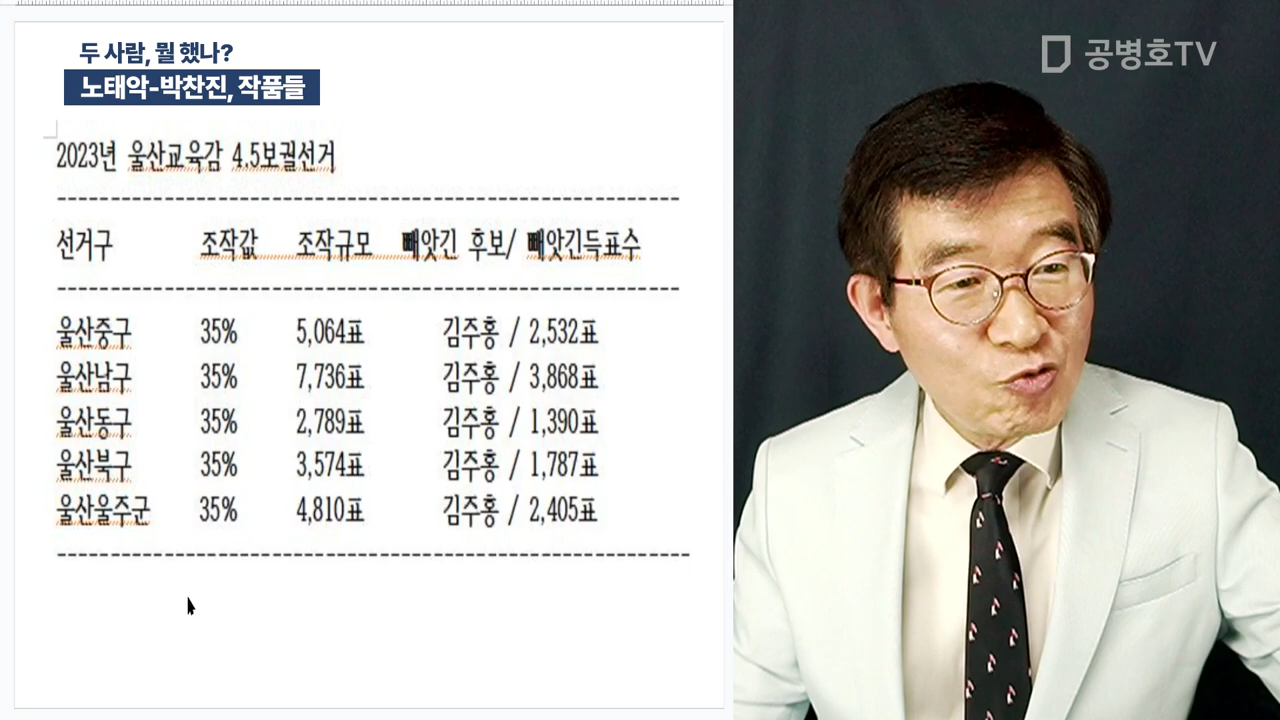 두 사람, 뭘 했나?
노태악-박찬진, 작품들
공병호TV
2023년 울산교육감 4.5보궐선거
선거구 조작값 조작규모 빼앗긴 후보/ 빼앗긴득표수
울산중구 35% 5,064표 김주홍 / 2,532표
울산남구 35% 7,736표 김주홍 / 3,868표
울산동구 35% 2,789표 김주홍 / 1,390표
울산북구 35% 3,574표 김주홍 / 1,787표
울산울주군 35% 4,810표 김주홍 / 2,405표